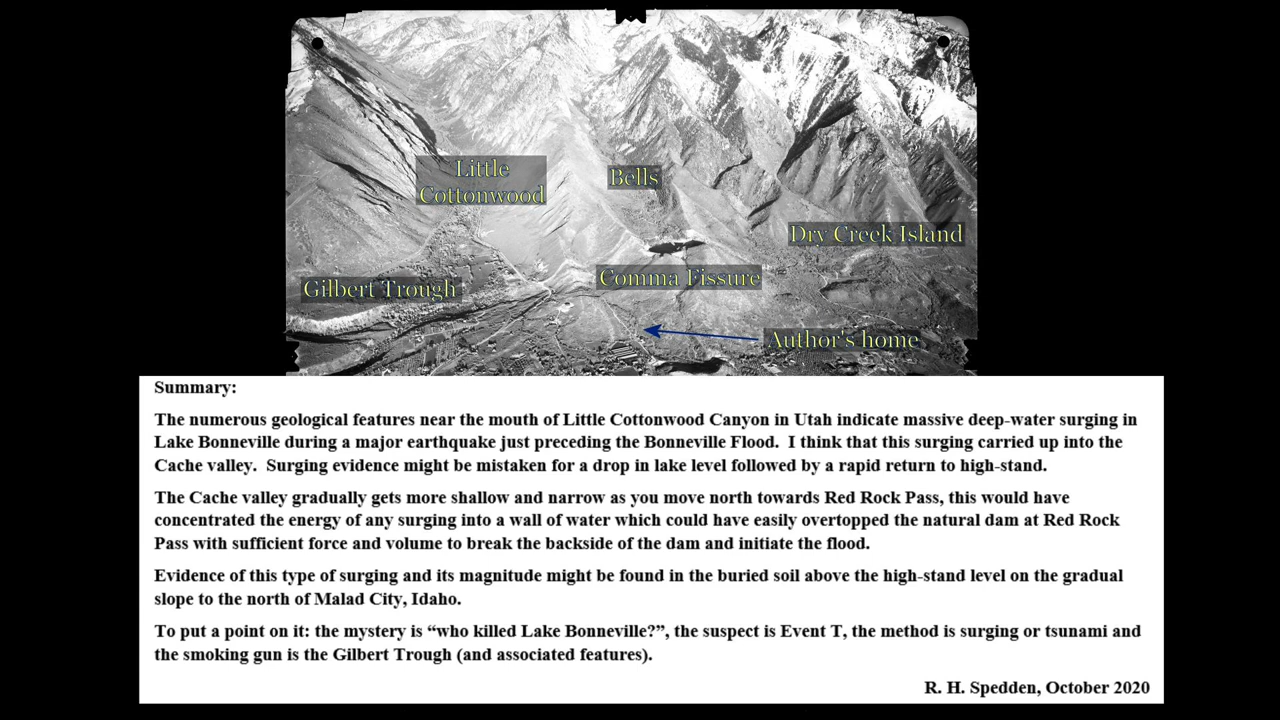 Little
Cottonwood
Bells
Dry Creek Island
Comma Fissure
Gilbert Trough
Author's home
Summary:
The numerous geological features near the mouth of Little Cottonwood Canyon in Utah indicate massive deep-water surging in
Lake Bonneville during a major earthquake just preceding the Bonneville Flood.  I think that this surging carried up into the
Cache valley.  Surging evidence might be mistaken for a drop in lake level followed by a rapid return to high-stand.
The Cache valley gradually gets more shallow and narrow as you move north towards Red Rock Pass, this would have
concentrated the energy of any surging into a wall of water which could have easily overtopped the natural dam at Red Rock
Pass with sufficient force and volume to break the backside of the dam and initiate the flood.
Evidence of this type of surging and its magnitude might be found in the buried soil above the high-stand level on the gradual
slope to the north of Malad City, Idaho.
To put a point on it: the mystery is “who killed Lake Bonneville?”, the suspect is Event T, the method is surging or tsunami and
the smoking gun is the Gilbert Trough (and associated features).
R. H. Spedden, October 2020